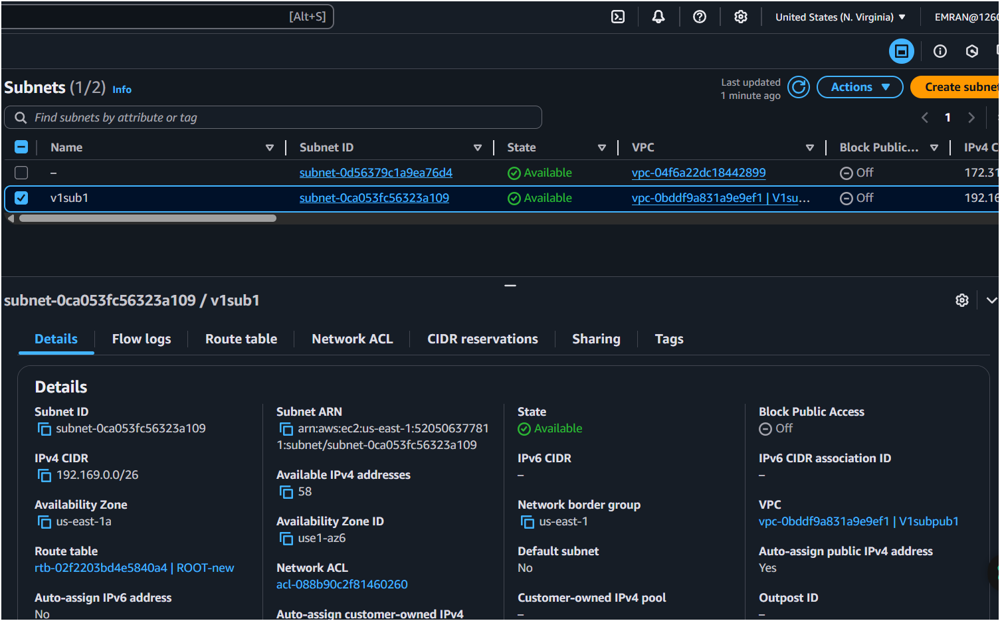 [Alt+S]
United States (N. Virginia)
EMRAN@1260
Subnets (1/2) Info
Last updated
1 minute ago
Actions
Create subnet
Find subnets by attribute or tag
1
Name Subnet ID State VPC Block Public... IPv4 C
– subnet-0d56379c1a9ea76d4 Available vpc-04f6a22dc18442899 Off 172.31
v1sub1 subnet-0ca053fc56323a109 Available vpc-0bddf9a831a9e9ef1 | V1su... Off 192.16
subnet-0ca053fc56323a109 / v1sub1
Details Flow logs Route table Network ACL CIDR reservations Sharing Tags
Details
Subnet ID
subnet-0ca053fc56323a109
IPv4 CIDR
192.169.0.0/26
Availability Zone
us-east-1a
Route table
rtb-02f2203bd4e5840a4 | ROOT-new
Auto-assign IPv6 address
No
Subnet ARN
arn:aws:ec2:us-east-1:52050637781
1:subnet/subnet-0ca053fc56323a109
Available IPv4 addresses
58
Availability Zone ID
use1-az6
Network ACL
acl-088b90c2f81460260
Auto-assign customer-owned IPv4
State
Available
IPv6 CIDR
–
Network border group
us-east-1
Default subnet
No
Customer-owned IPv4 pool
–
Block Public Access
Off
IPv6 CIDR association ID
–
VPC
vpc-0bddf9a831a9e9ef1 | V1subpub1
Auto-assign public IPv4 address
Yes
Outpost ID
–